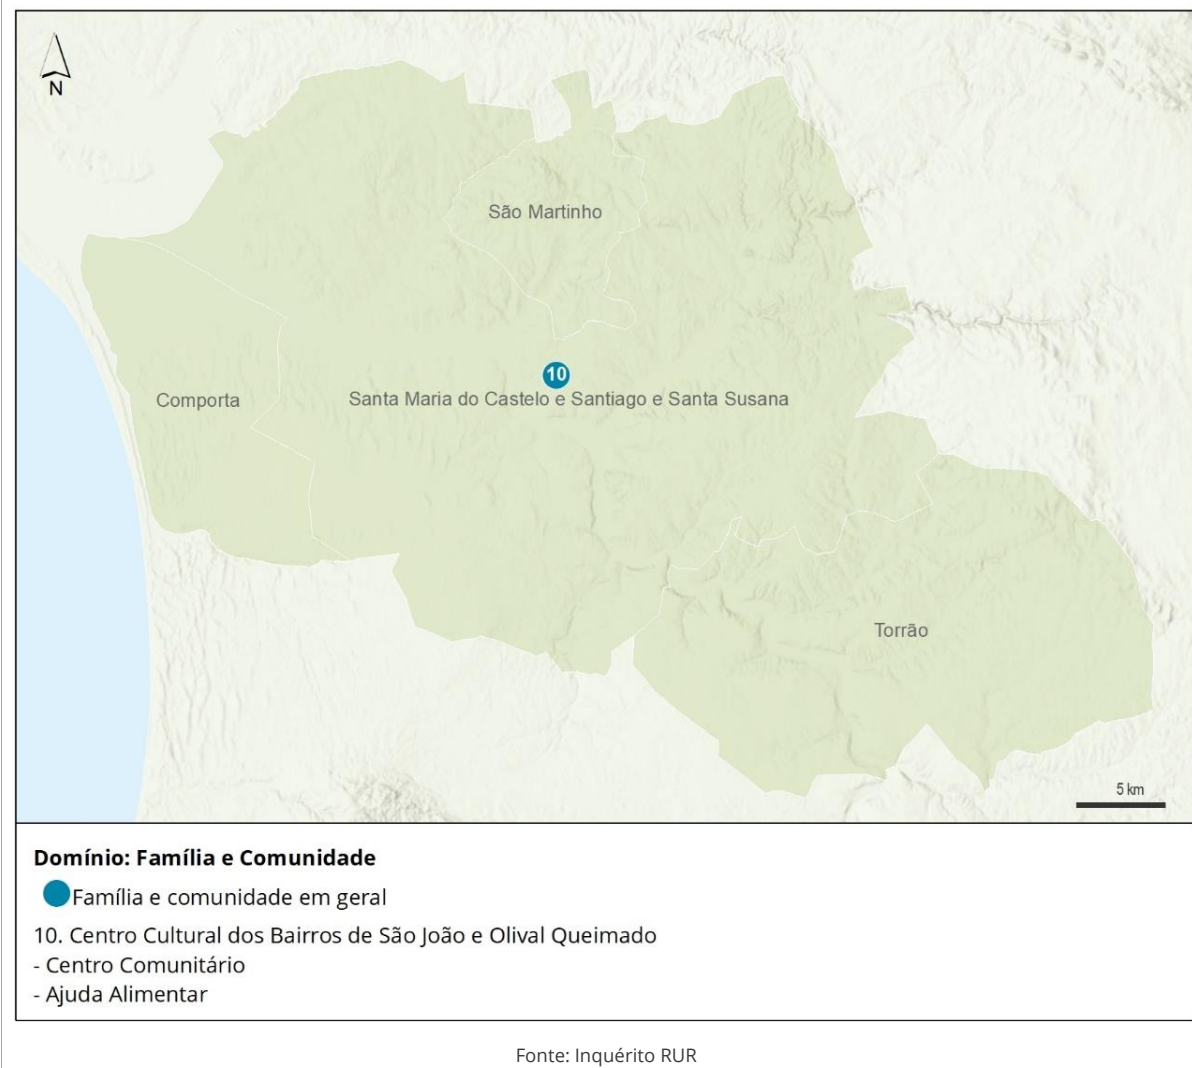 N
São Martinho
10
Comporta
Santa Maria do Castelo e Santiago e Santa Susana
Torrão
5 km
Domínio: Família e Comunidade
Família e comunidade em geral
10. Centro Cultural dos Bairros de São João e Olival Queimado
- Centro Comunitário
- Ajuda Alimentar
Fonte: Inquérito RUR